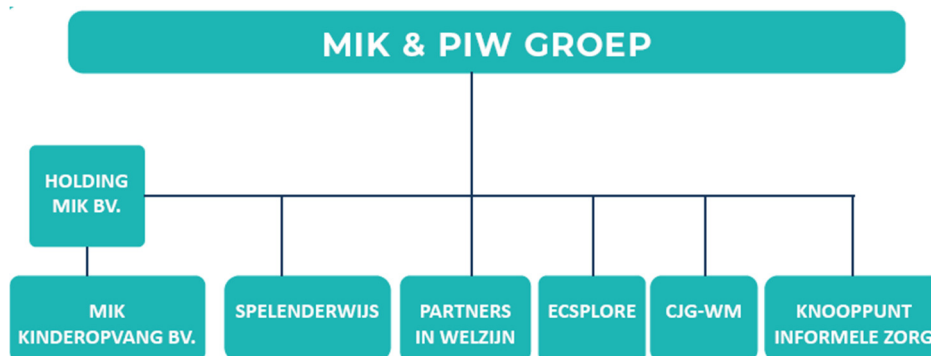 MIK & PIW GROEP
HOLDING
MIK BV.
MIK
KINDEROPVANG BV.
SPELENDERWIJS
PARTNERS
IN WELZIJN
ECSPLORE
CJG-WM
KNOOPPUNT
INFORMELE ZORG